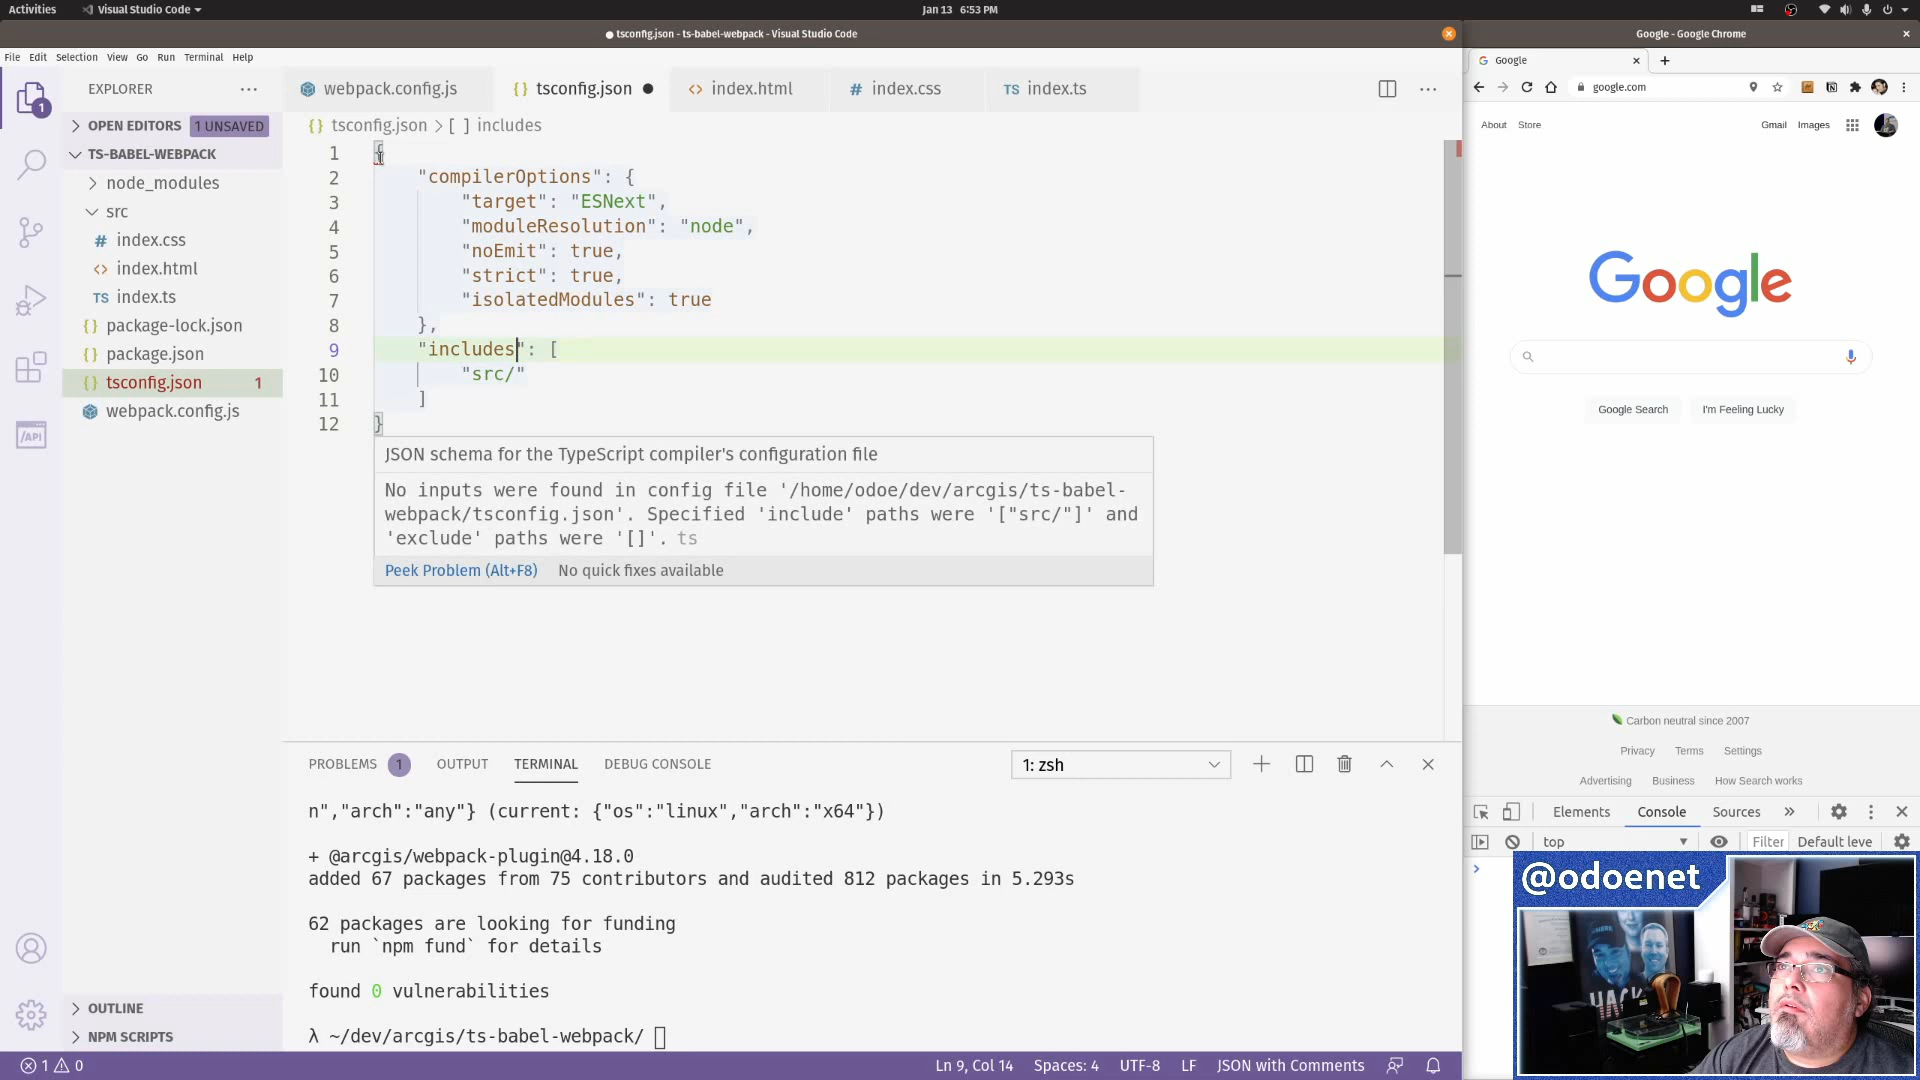 Activities
Visual Studio Code
Jan 13 6:53 PM
● tsconfig.json - ts-babel-webpack - Visual Studio Code
Google - Google Chrome
File Edit Selection View Go Run Terminal Help
Google
google.com
1
EXPLORER
OPEN EDITORS 1 UNSAVED
TS-BABEL-WEBPACK
node_modules
src
# index.css
<> index.html
TS index.ts
{} package-lock.json
{} package.json
{} tsconfig.json 1
webpack.config.js
/API
OUTLINE
NPM SCRIPTS
webpack.config.js
{} tsconfig.json ●
<> index.html
# index.css
TS index.ts
{} tsconfig.json > [ ] includes
1 {
2 "compilerOptions": {
3 "target": "ESNext",
4 "moduleResolution": "node",
5 "noEmit": true,
6 "strict": true,
7 "isolatedModules": true
8 },
9 "includes": [
10 "src/"
11 ]
12 }
JSON schema for the TypeScript compiler's configuration file
No inputs were found in config file '/home/odoe/dev/arcgis/ts-babel-
webpack/tsconfig.json'. Specified 'include' paths were '["src/"]' and
'exclude' paths were '[]'. ts
Peek Problem (Alt+F8) No quick fixes available
PROBLEMS 1 OUTPUT TERMINAL DEBUG CONSOLE
1: zsh
n","arch":"any"} (current: {"os":"linux","arch":"x64"})
+ @arcgis/webpack-plugin@4.18.0
added 67 packages from 75 contributors and audited 812 packages in 5.293s
62 packages are looking for funding
run `npm fund` for details
found 0 vulnerabilities
λ ~/dev/arcgis/ts-babel-webpack/
1 0
Ln 9, Col 14 Spaces: 4 UTF-8 LF JSON with Comments
About Store
Gmail Images
Google
Google Search I'm Feeling Lucky
Carbon neutral since 2007
Privacy Terms Settings
Advertising Business How Search works
Elements Console Sources »
top Filter Default leve
@odoenet
HACK